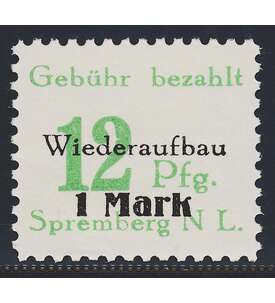 Gebühr bezahlt
Wiederaufbau
12 Pfg.
1 Mark
Spremberg N L.